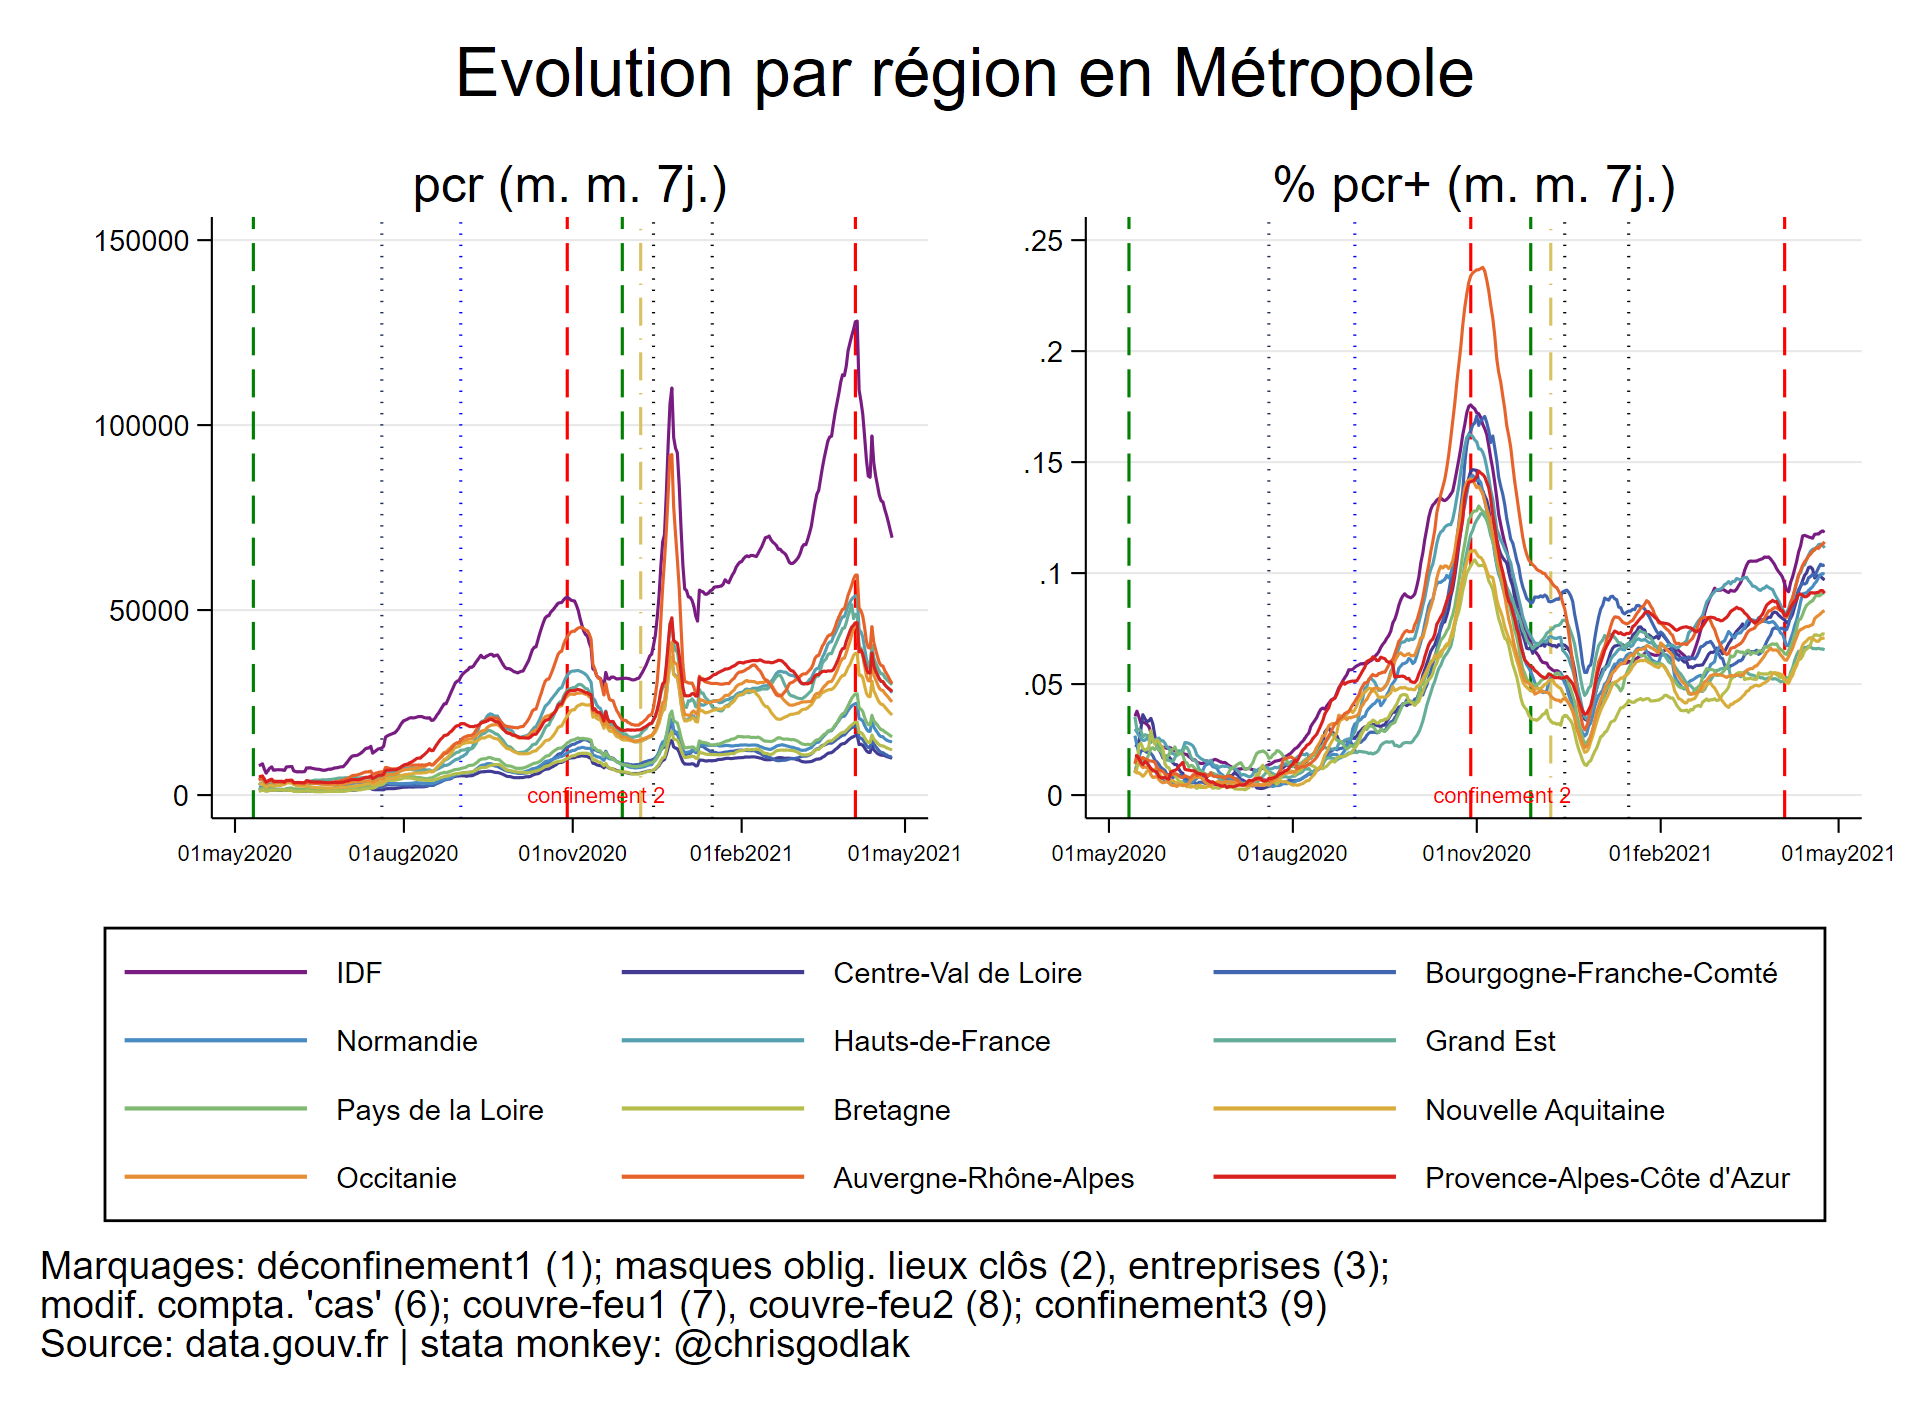 Evolution par région en Métropole
pcr (m. m. 7j.)
150000
100000
50000
0
confinement 2
01may2020 01aug2020 01nov2020 01feb2021 01may2021
% pcr+ (m. m. 7j.)
.25
.2
.15
.1
.05
0
confinement 2
01may2020 01aug2020 01nov2020 01feb2021 01may2021
IDF Centre-Val de Loire Bourgogne-Franche-Comté
Normandie Hauts-de-France Grand Est
Pays de la Loire Bretagne Nouvelle Aquitaine
Occitanie Auvergne-Rhône-Alpes Provence-Alpes-Côte d'Azur
Marquages: déconfinement1 (1); masques oblig. lieux clôs (2), entreprises (3);
modif. compta. 'cas' (6); couvre-feu1 (7), couvre-feu2 (8); confinement3 (9)
Source: data.gouv.fr | stata monkey: @chrisgodlak